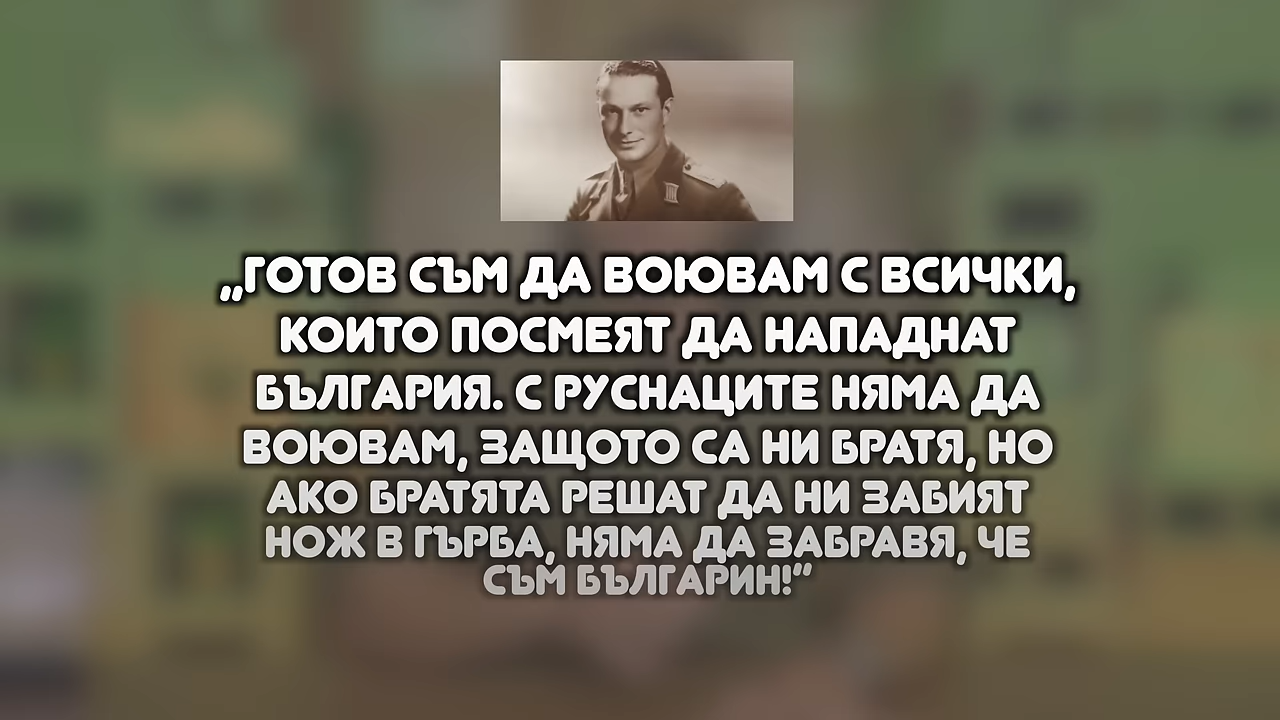 „ГОТОВ СЪМ ДА ВОЮВАМ С ВСИЧКИ,
КОИТО ПОСМЕЯТ ДА НАПАДНАТ
БЪЛГАРИЯ. С РУСНАЦИТЕ НЯМА ДА
ВОЮВАМ, ЗАЩОТО СА НИ БРАТЯ, НО
АКО БРАТЯТА РЕШАТ ДА НИ ЗАБИЯТ
НОЖ В ГЪРБА, НЯМА ДА ЗАБРАВЯ, ЧЕ
СЪМ БЪЛГАРИН!“